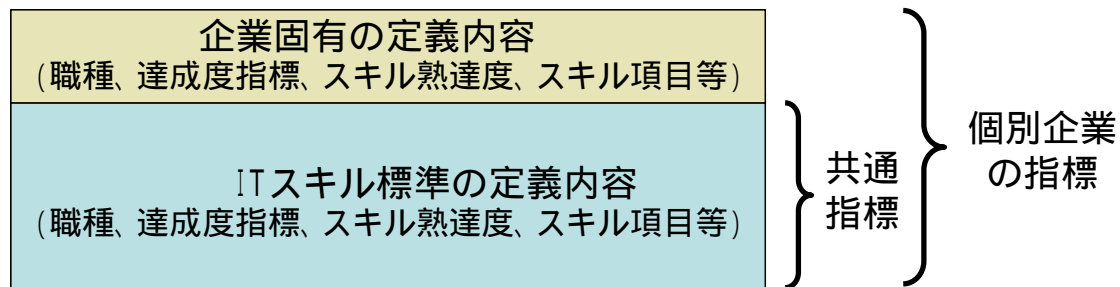 企業固有の定義内容
(職種、達成度指標、スキル熟達度、スキル項目等)
ITスキル標準の定義内容
(職種、達成度指標、スキル熟達度、スキル項目等)
共通
指標
個別企業
の指標